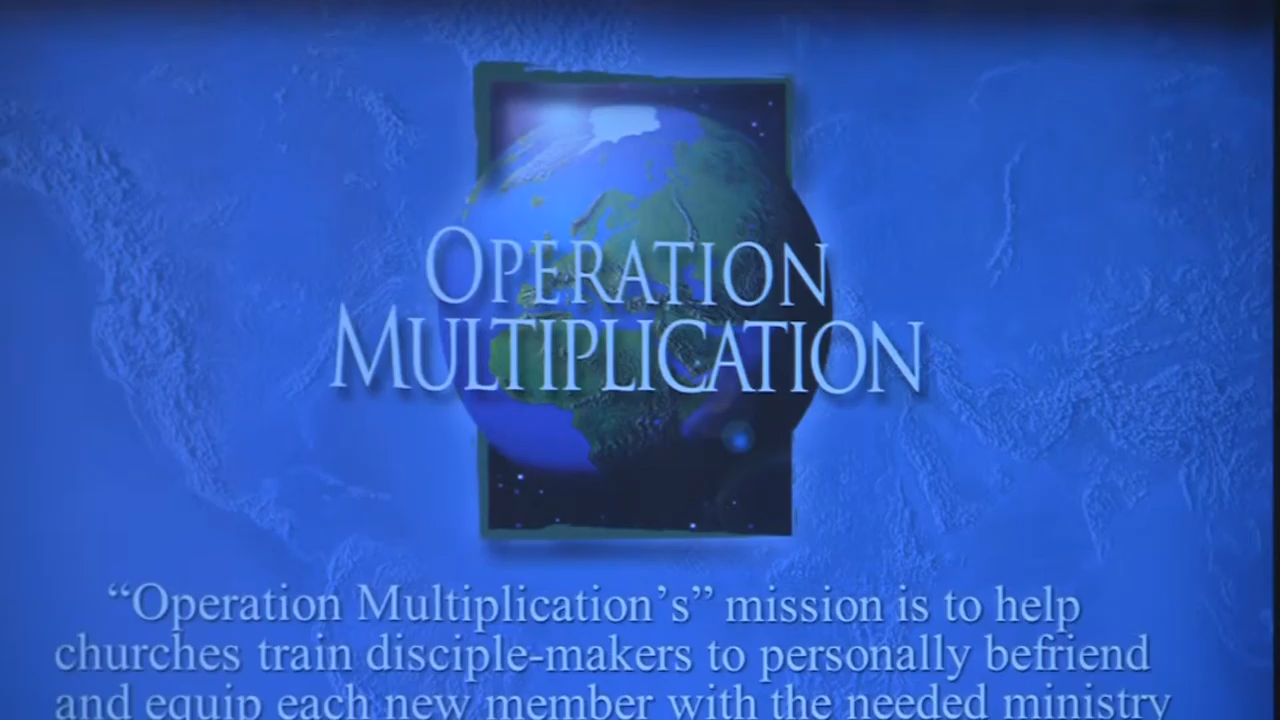 OPERATION
MULTIPLICATION
“Operation Multiplication’s” mission is to help
churches train disciple-makers to personally befriend
and equip each new member with the needed ministry